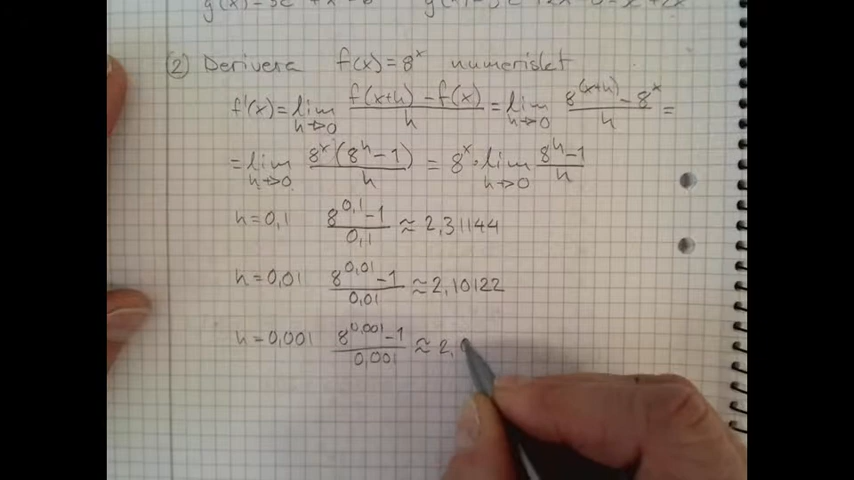 ② Derivera f(x)=8^x numeriskt
f'(x)=lim h→0 (f(x+h)-f(x))/h = lim h→0 (8^(x+h)-8^x)/h =
=lim h→0 (8^x(8^h-1))/h = 8^x·lim h→0 (8^h-1)/h
h=0,1 (8^0,1-1)/0,1 ≈ 2,31144
h=0,01 (8^0,01-1)/0,01 ≈ 2,10122
h=0,001 (8^0,001-1)/0,001 ≈ 2,